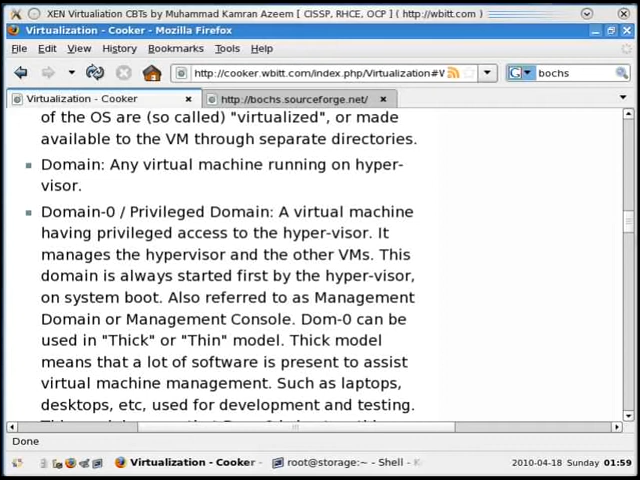 XEN Virtualiation CBTs by Muhammad Kamran Azeem [ CISSP, RHCE, OCP ] ( http://wbitt.com )
Virtualization - Cooker - Mozilla Firefox
File Edit View History Bookmarks Tools Help
http://cooker.wbitt.com/index.php/Virtualization#V
bochs
Virtualization - Cooker
http://bochs.sourceforge.net/
of the OS are (so called) "virtualized", or made
available to the VM through separate directories.
Domain: Any virtual machine running on hyper-
visor.
Domain-0 / Privileged Domain: A virtual machine
having privileged access to the hyper-visor. It
manages the hypervisor and the other VMs. This
domain is always started first by the hyper-visor,
on system boot. Also referred to as Management
Domain or Management Console. Dom-0 can be
used in "Thick" or "Thin" model. Thick model
means that a lot of software is present to assist
virtual machine management. Such as laptops,
desktops, etc, used for development and testing.
Done
Virtualization - Cooker -
root@storage:~ - Shell - K
2010-04-18 Sunday 01:59